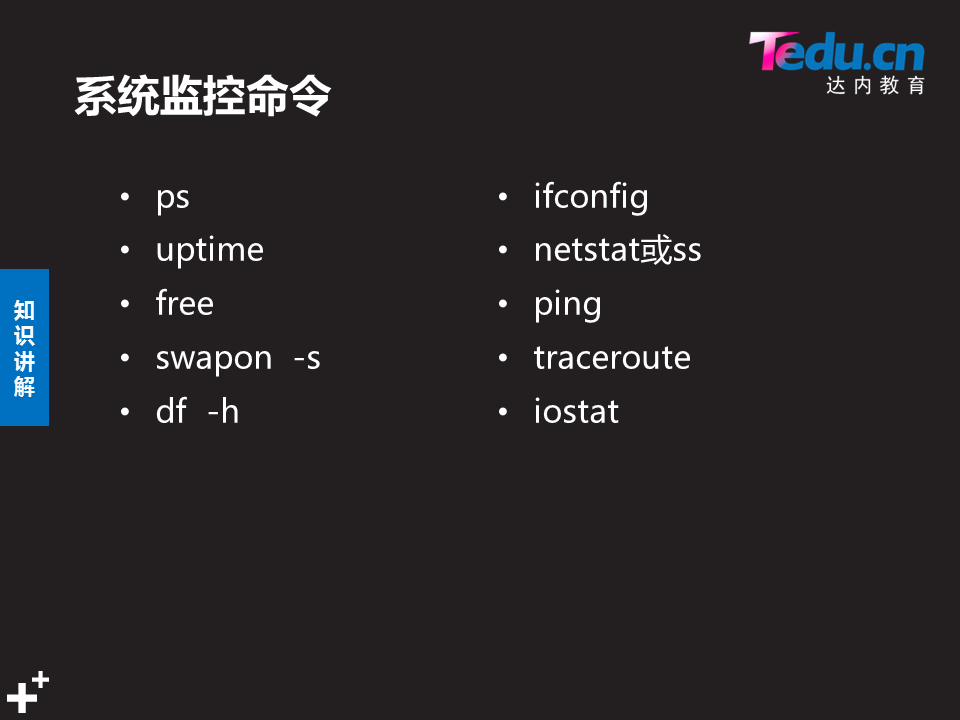 Tedu.cn
达内教育
系统监控命令
• ps
• uptime
• free
• swapon -s
• df -h
• ifconfig
• netstat或ss
• ping
• traceroute
• iostat
知识讲解